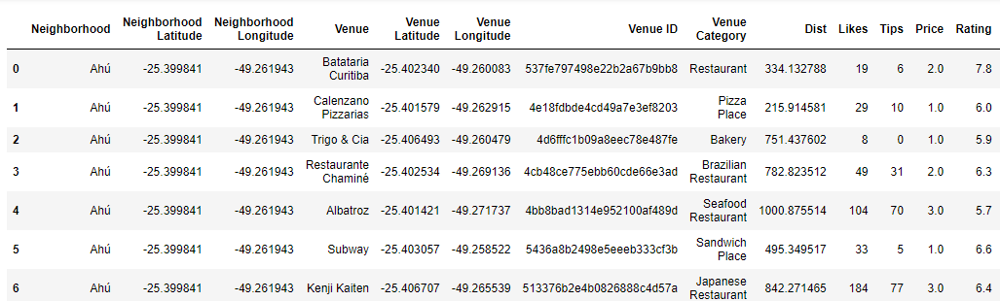 Neighborhood Neighborhood Latitude Neighborhood Longitude Venue Venue Latitude Venue Longitude Venue ID Venue Category Dist Likes Tips Price Rating
0 Ahú -25.399841 -49.261943 Batataria Curitiba -25.402340 -49.260083 537fe797498e22b2a67b9bb8 Restaurant 334.132788 19 6 2.0 7.8
1 Ahú -25.399841 -49.261943 Calenzano Pizzarias -25.401579 -49.262915 4e18fdbde4cd49a7e3ef8203 Pizza Place 215.914581 29 10 1.0 6.0
2 Ahú -25.399841 -49.261943 Trigo & Cia -25.406493 -49.260479 4d6fffc1b09a8eec78e487fe Bakery 751.437602 8 0 1.0 5.9
3 Ahú -25.399841 -49.261943 Restaurante Chaminé -25.402534 -49.269136 4cb48ce775ebb60cde66e3ad Brazilian Restaurant 782.823512 49 31 2.0 6.3
4 Ahú -25.399841 -49.261943 Albatroz -25.401421 -49.271737 4bb8bad1314e952100af489d Seafood Restaurant 1000.875514 104 70 3.0 5.7
5 Ahú -25.399841 -49.261943 Subway -25.403057 -49.258522 5436a8b2498e5eeeb333cf3b Sandwich Place 495.349517 33 5 1.0 6.6
6 Ahú -25.399841 -49.261943 Kenji Kaiten -25.406707 -49.265539 513376b2e4b0826888c4d57a Japanese Restaurant 842.271465 184 77 3.0 6.4